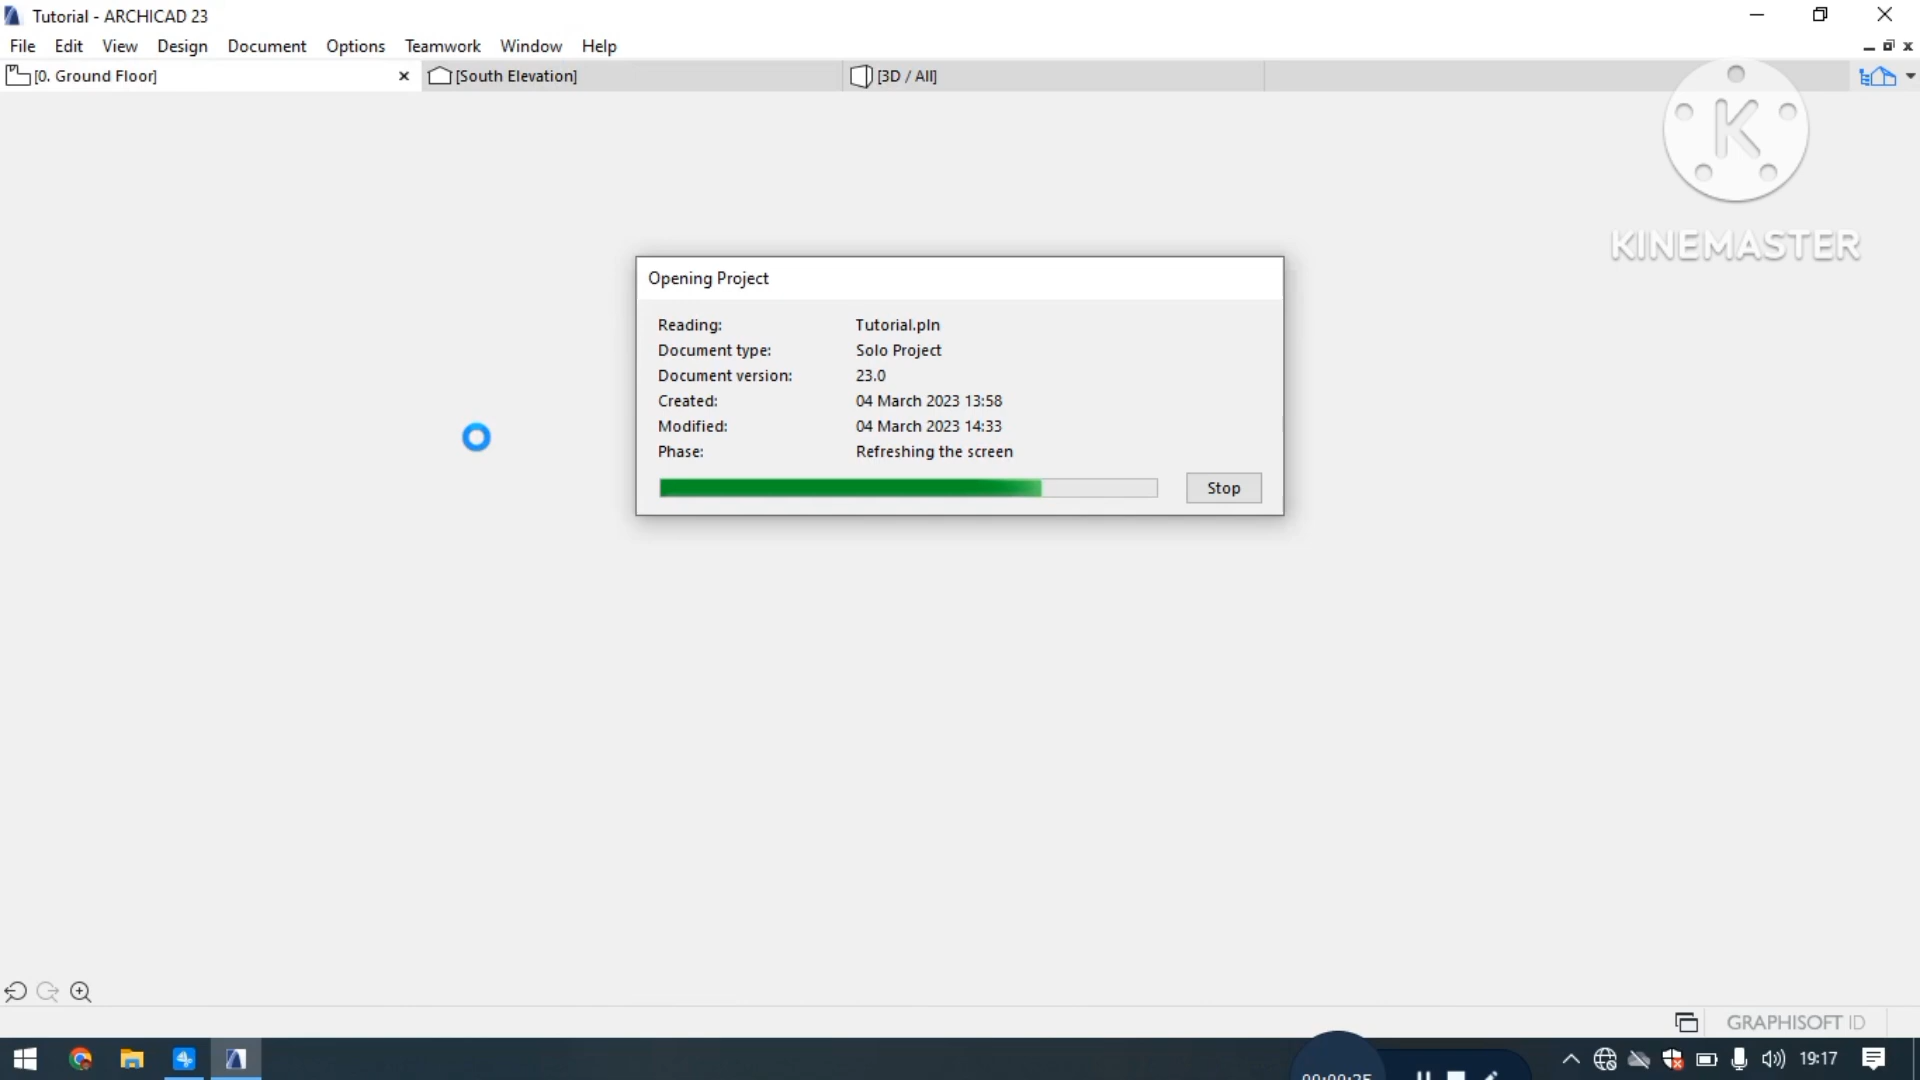 Tutorial - ARCHICAD 23
File Edit View Design Document Options Teamwork Window Help
[0. Ground Floor] [South Elevation] [3D / All]
K
KINEMASTER
Opening Project
Reading: Tutorial.pln
Document type: Solo Project
Document version: 23.0
Created: 04 March 2023 13:58
Modified: 04 March 2023 14:33
Phase: Refreshing the screen
Stop
GRAPHISOFT ID
19:17